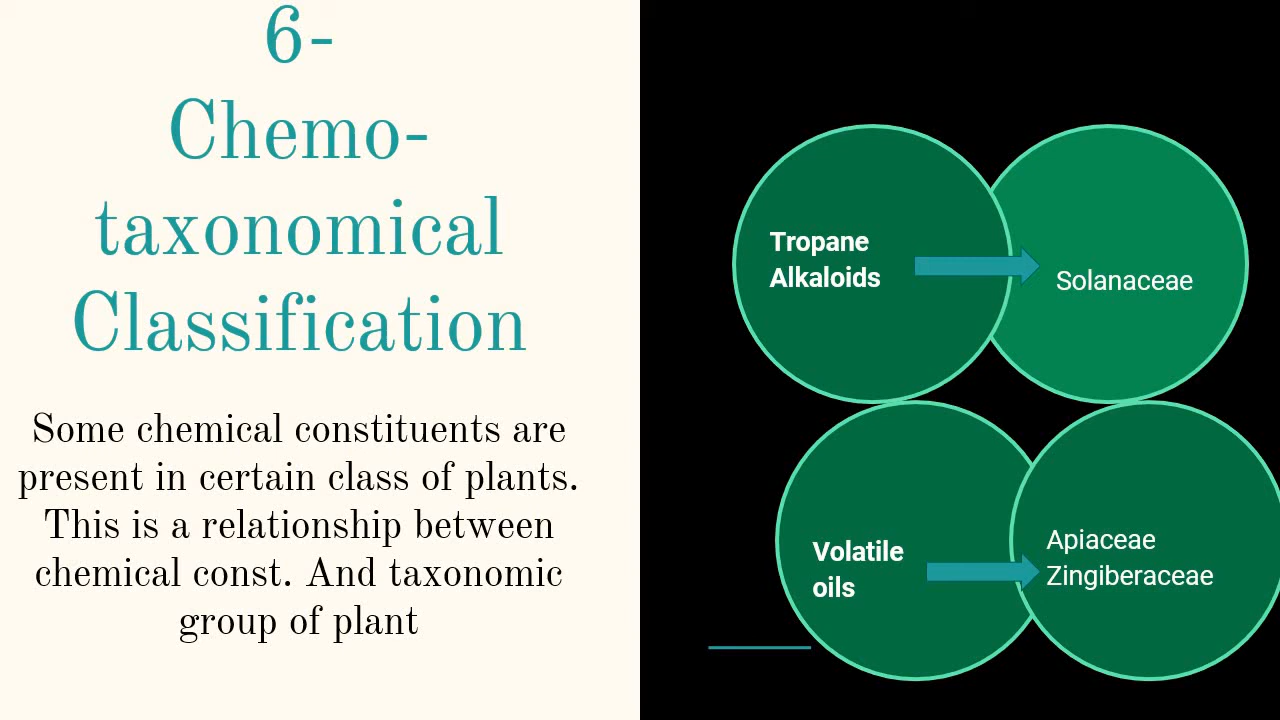 6-
Chemo-
taxonomical
Classification
Some chemical constituents are
present in certain class of plants.
This is a relationship between
chemical const. And taxonomic
group of plant
Tropane
Alkaloids
Solanaceae
Volatile
oils
Apiaceae
Zingiberaceae